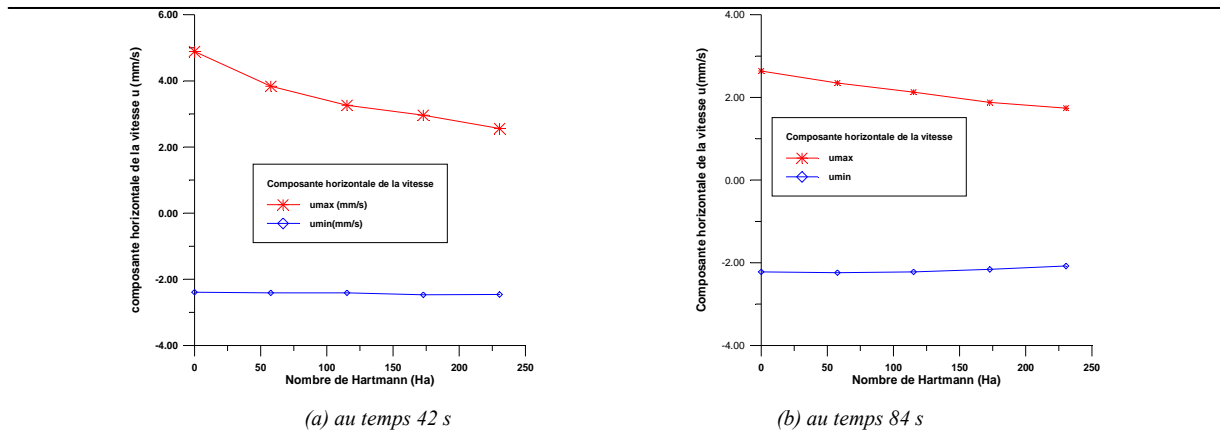 6.00
4.00
2.00
0.00
-2.00
-4.00
composante horizontale de la vitesse u (mm/s)
Composante horizontale de la vitesse
umax (mm/s)
umin(mm/s)
0 50 100 150 200 250
Nombre de Hartmann (Ha)
(a) au temps 42 s
4.00
2.00
0.00
-2.00
-4.00
Composante horizontale de la vitesse u(mm/s)
Composante horizontale de la vitesse
umax
umin
0 50 100 150 200 250
Nombre de Hartmann (Ha)
(b) au temps 84 s